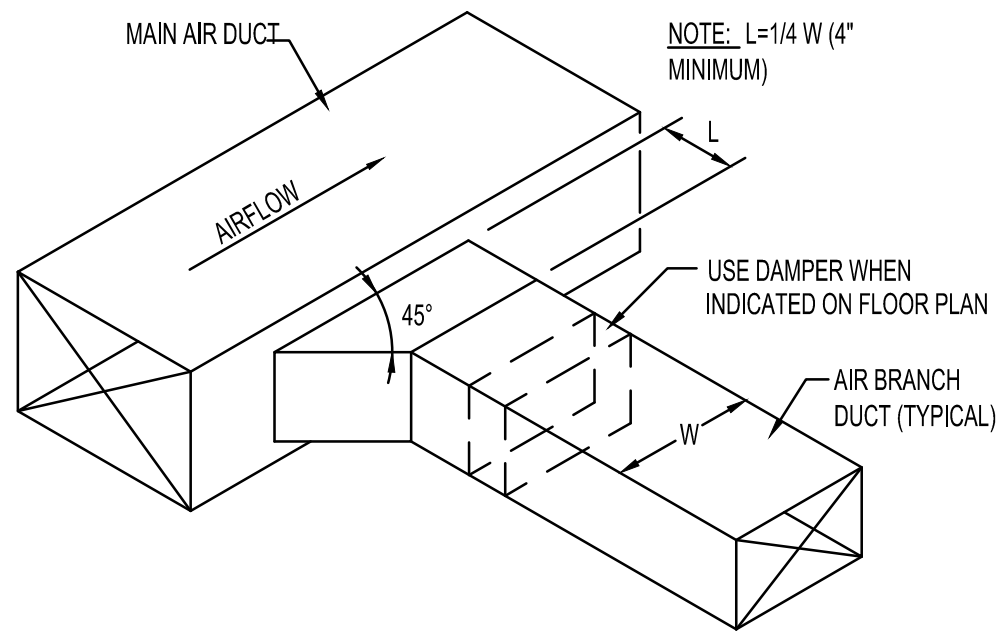 MAIN AIR DUCT
NOTE: L=1/4 W (4"
MINIMUM)
L
AIRFLOW
USE DAMPER WHEN
INDICATED ON FLOOR PLAN
45°
AIR BRANCH
DUCT (TYPICAL)
W